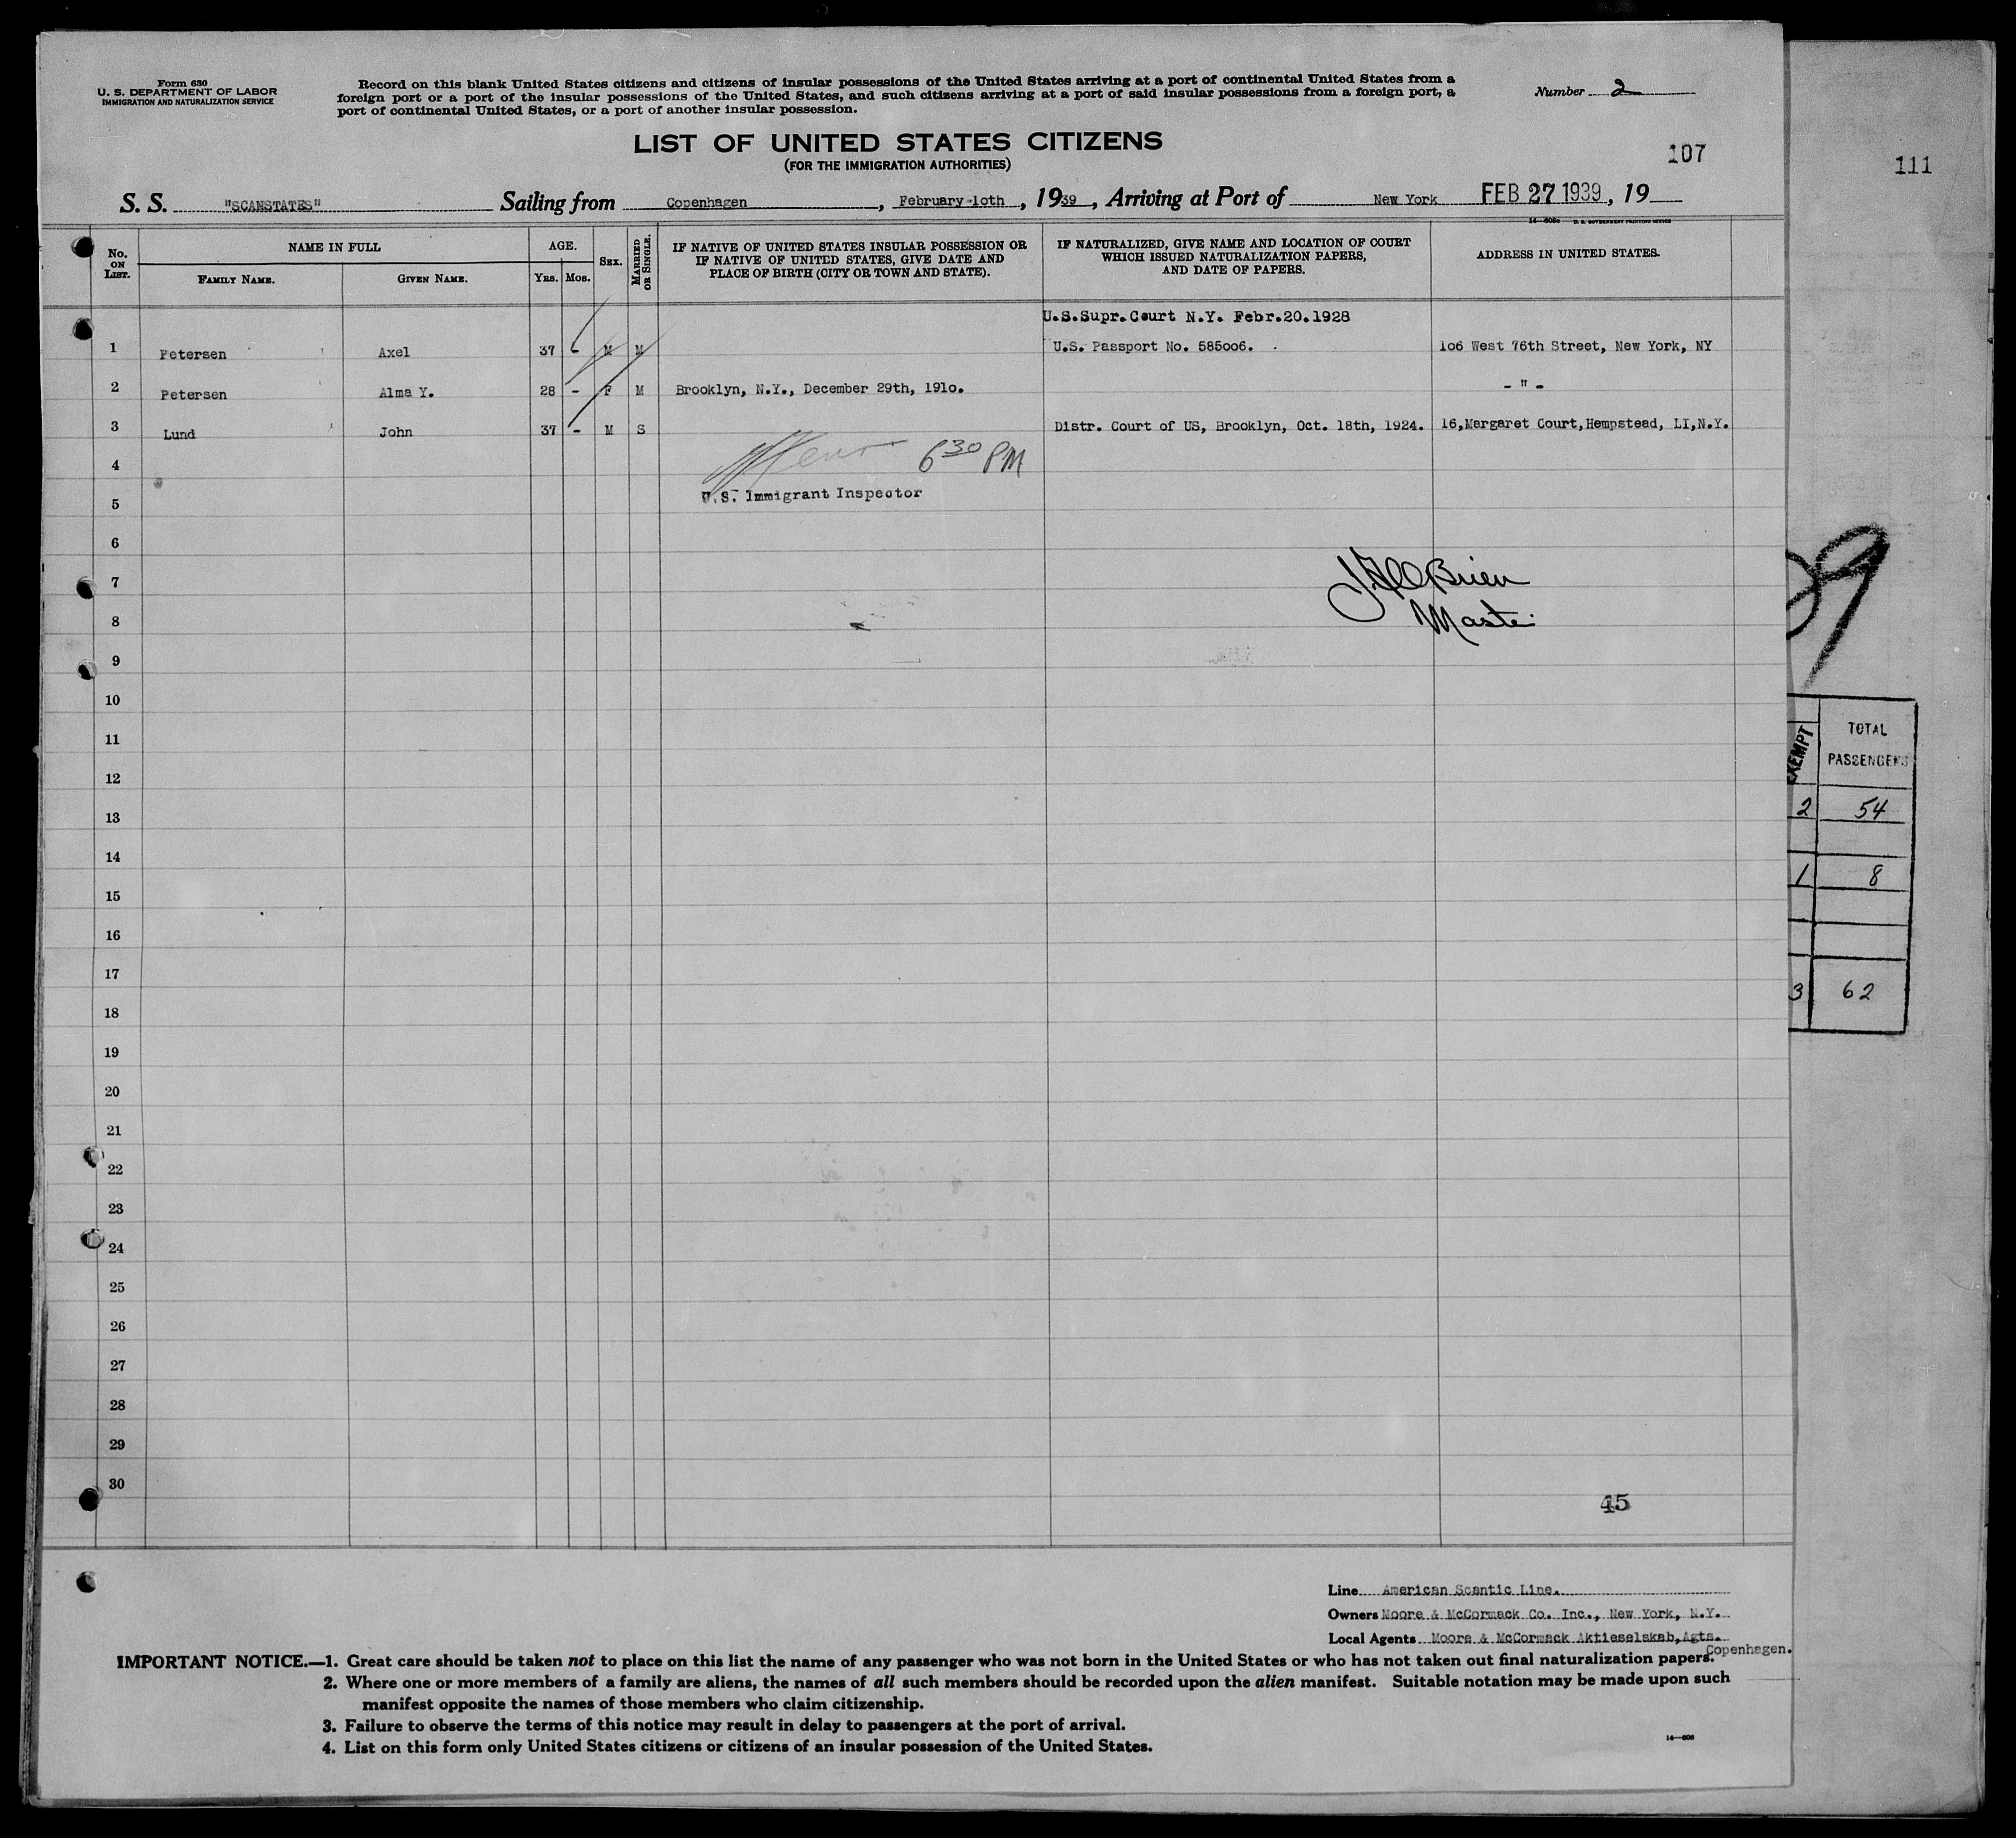 Form 630
U. S. DEPARTMENT OF LABOR
IMMIGRATION AND NATURALIZATION SERVICE
Record on this blank United States citizens and citizens of insular possessions of the United States arriving at a port of continental United States from a
foreign port or a port of the insular possessions of the United States, and such citizens arriving at a port of said insular possessions from a foreign port, a
port of continental United States, or a port of another insular possession.
Number 2
LIST OF UNITED STATES CITIZENS
(FOR THE IMMIGRATION AUTHORITIES)
107
111
S. S. "SCANSTATES" Sailing from Copenhagen, February 1oth, 1939, Arriving at Port of New York FEB 27 1939, 19
14—608c U. S. GOVERNMENT PRINTING OFFICE
No. ON LIST.
NAME IN FULL
FAMILY NAME.
GIVEN NAME.
AGE.
YRS. MOS.
SEX.
MARRIED OR SINGLE.
IF NATIVE OF UNITED STATES INSULAR POSSESSION OR
IF NATIVE OF UNITED STATES, GIVE DATE AND
PLACE OF BIRTH (CITY OR TOWN AND STATE).
IF NATURALIZED, GIVE NAME AND LOCATION OF COURT
WHICH ISSUED NATURALIZATION PAPERS,
AND DATE OF PAPERS.
ADDRESS IN UNITED STATES.
U.S.Supr.Court N.Y. Febr.20.1928
1 Petersen Axel 37 - M M U.S. Passport No. 585oo6. 1o6 West 76th Street, New York, NY
2 Petersen Alma Y. 28 - F M Brooklyn, N.Y., December 29th, 191o. - " -
3 Lund John 37 - M S Distr. Court of US, Brooklyn, Oct. 18th, 1924. 16,Margaret Court,Hempstead, LI,N.Y.
6 30 PM
4
U.S. Immigrant Inspector
5
6
7
Brien
8
Master
9
10
11
12
13
14
15
16
17
18
19
20
21
22
23
24
25
26
27
28
29
30
45
EXEMPT
TOTAL
PASSENGERS
2 54
1 8
3 62
Line American Scantic Line.
Owners Moore & McCormack Co. Inc., New York, N.Y.
Local Agents Moore & McCormack Aktieselskab,Agts.
Copenhagen.
IMPORTANT NOTICE.—1. Great care should be taken not to place on this list the name of any passenger who was not born in the United States or who has not taken out final naturalization papers.
2. Where one or more members of a family are aliens, the names of all such members should be recorded upon the alien manifest. Suitable notation may be made upon such
manifest opposite the names of those members who claim citizenship.
3. Failure to observe the terms of this notice may result in delay to passengers at the port of arrival.
4. List on this form only United States citizens or citizens of an insular possession of the United States.
14—608